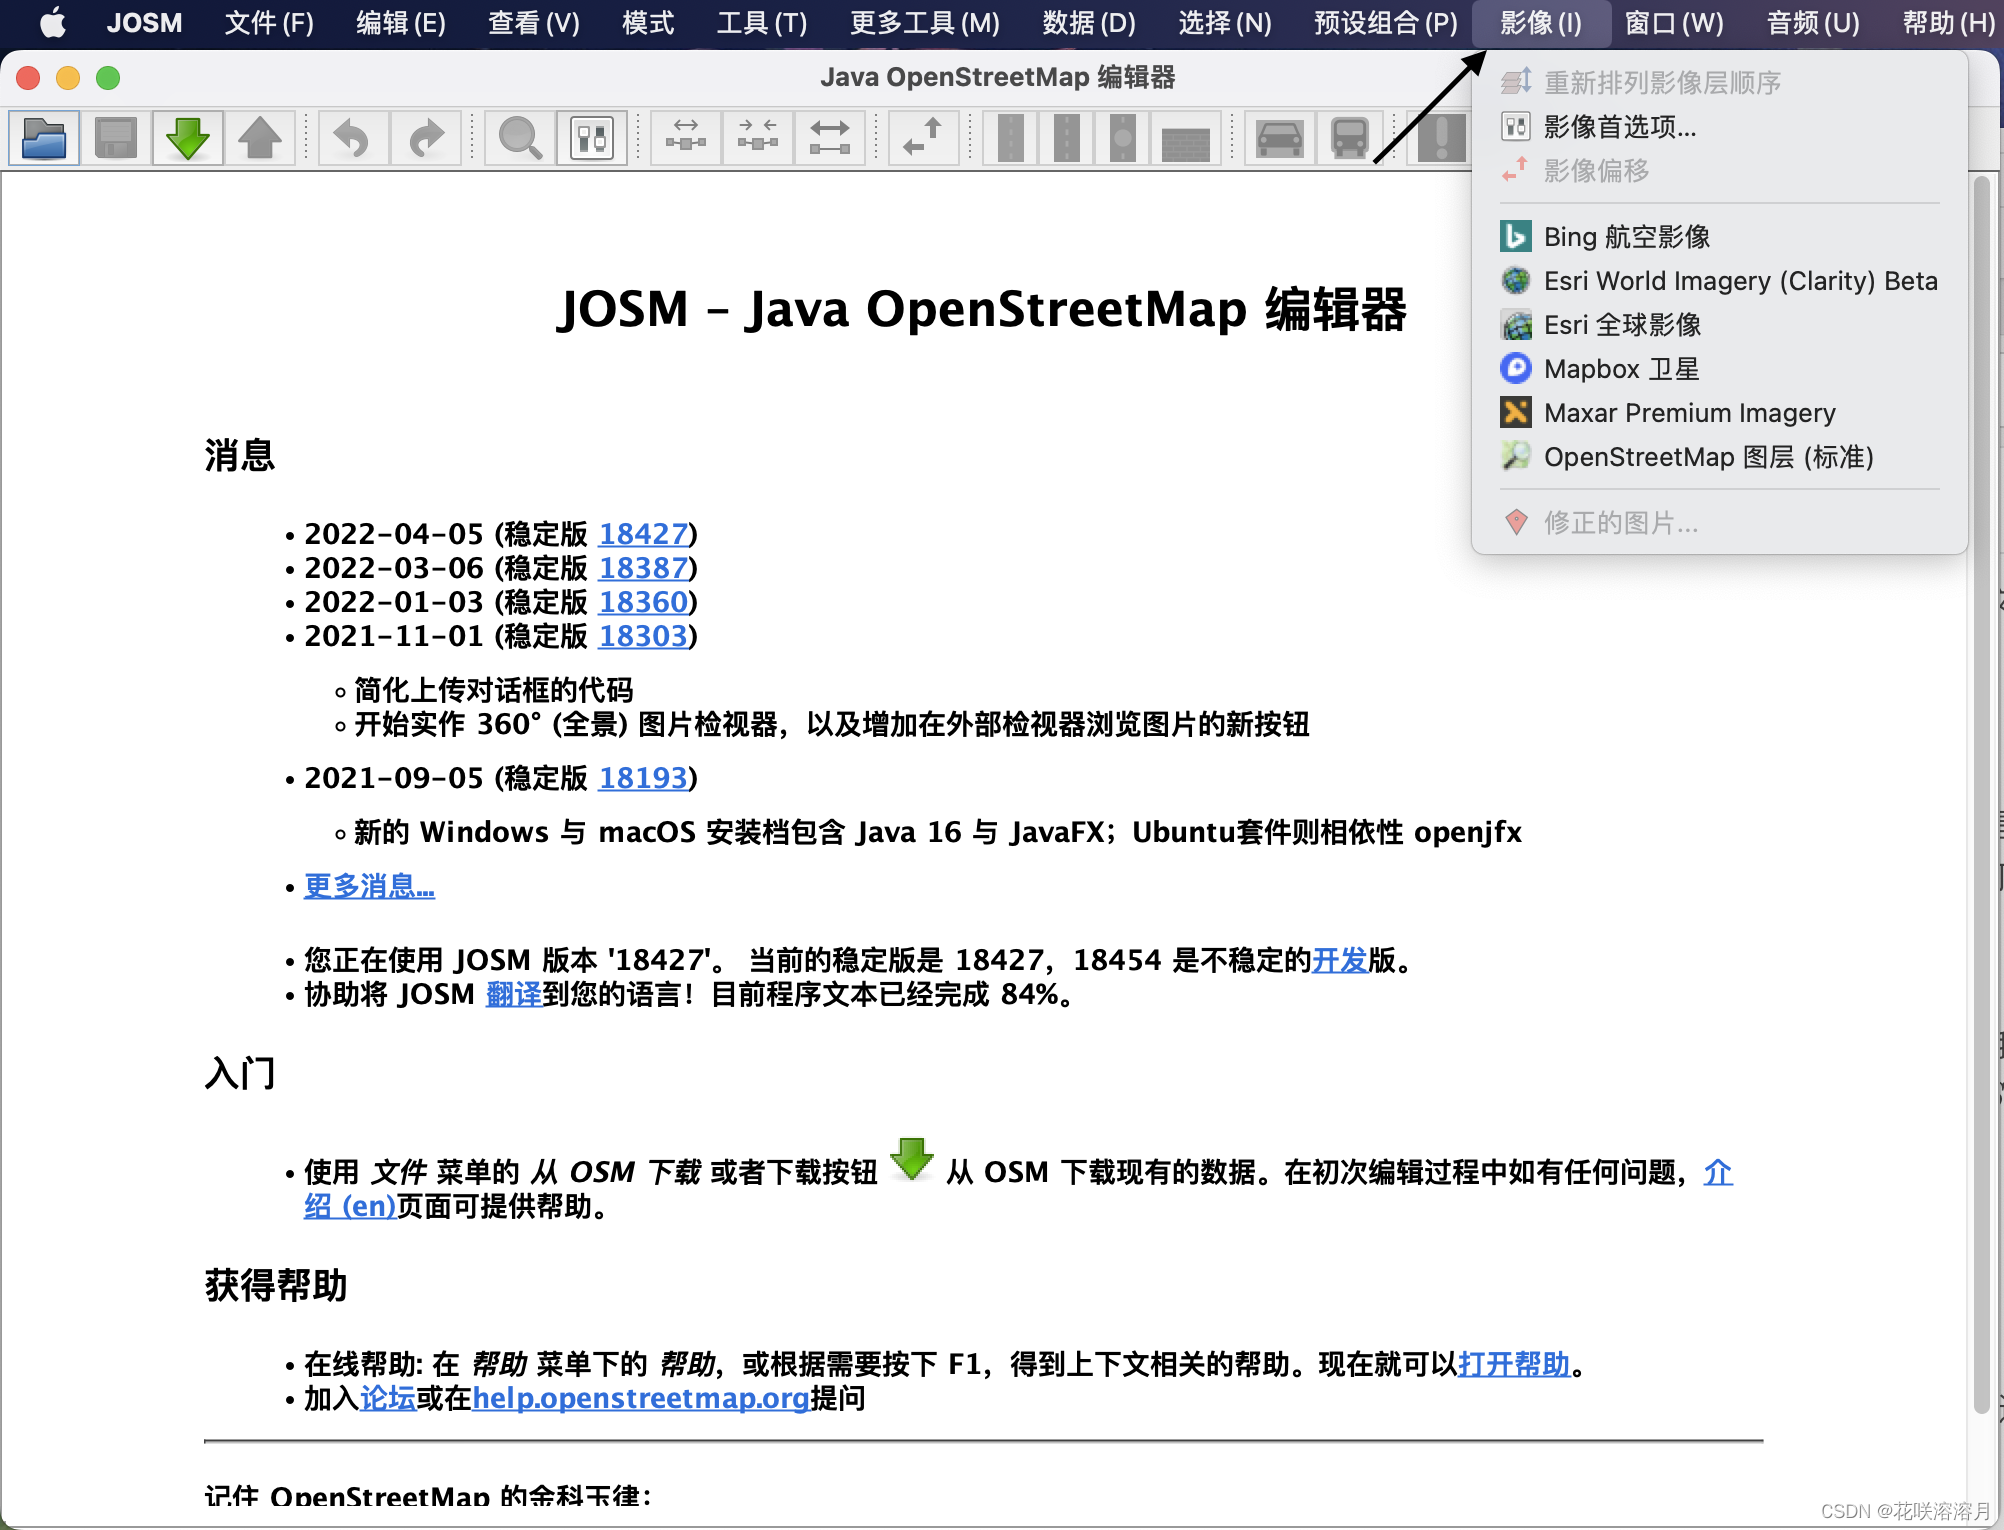 JOSM 文件(F) 编辑(E) 查看(V) 模式 工具(T) 更多工具(M) 数据(D) 选择(N) 预设组合(P) 影像(I) 窗口(W) 音频(U) 帮助(H)
Java OpenStreetMap 编辑器
重新排列影像层顺序
影像首选项...
影像偏移
Bing 航空影像
Esri World Imagery (Clarity) Beta
Esri 全球影像
Mapbox 卫星
Maxar Premium Imagery
OpenStreetMap 图层 (标准)
修正的图片...
JOSM – Java OpenStreetMap 编辑器
消息
• 2022-04-05 (稳定版 18427)
• 2022-03-06 (稳定版 18387)
• 2022-01-03 (稳定版 18360)
• 2021-11-01 (稳定版 18303)
◦ 简化上传对话框的代码
◦ 开始实作 360° (全景) 图片检视器，以及增加在外部检视器浏览图片的新按钮
• 2021-09-05 (稳定版 18193)
◦ 新的 Windows 与 macOS 安装档包含 Java 16 与 JavaFX；Ubuntu套件则相依性 openjfx
• 更多消息...
• 您正在使用 JOSM 版本 '18427'。 当前的稳定版是 18427，18454 是不稳定的开发版。
• 协助将 JOSM 翻译到您的语言！目前程序文本已经完成 84%。
入门
• 使用 文件 菜单的 从 OSM 下载 或者下载按钮 从 OSM 下载现有的数据。在初次编辑过程中如有任何问题，介
绍 (en)页面可提供帮助。
获得帮助
• 在线帮助: 在 帮助 菜单下的 帮助，或根据需要按下 F1，得到上下文相关的帮助。现在就可以打开帮助。
• 加入论坛或在help.openstreetmap.org提问
记住 OpenStreetMap 的金科玉律：
CSDN @花咲溶溶月